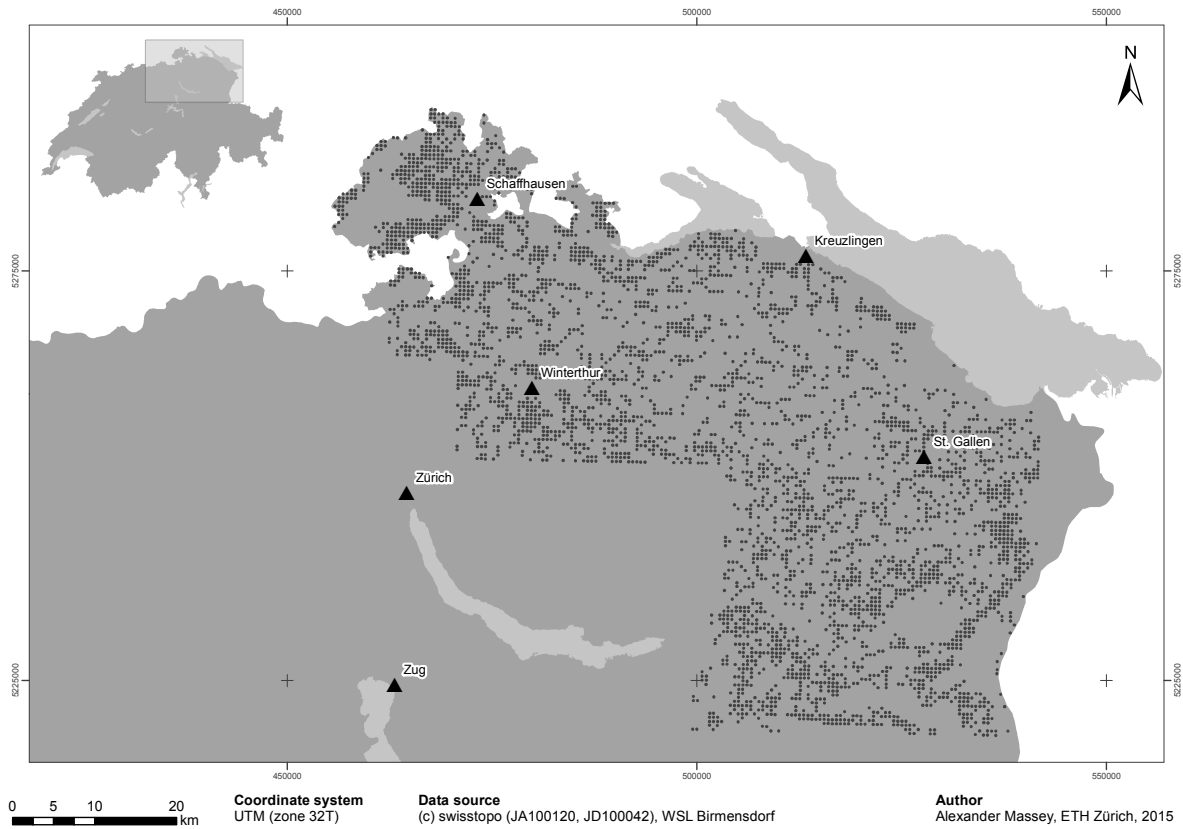 450000 500000 550000
N
Schaffhausen
Kreuzlingen
5275000 5275000
Winterthur
St. Gallen
Zürich
Zug
5225000 5225000
450000 500000 550000
0 5 10 20 km
Coordinate system
UTM (zone 32T)
Data source
(c) swisstopo (JA100120, JD100042), WSL Birmensdorf
Author
Alexander Massey, ETH Zürich, 2015